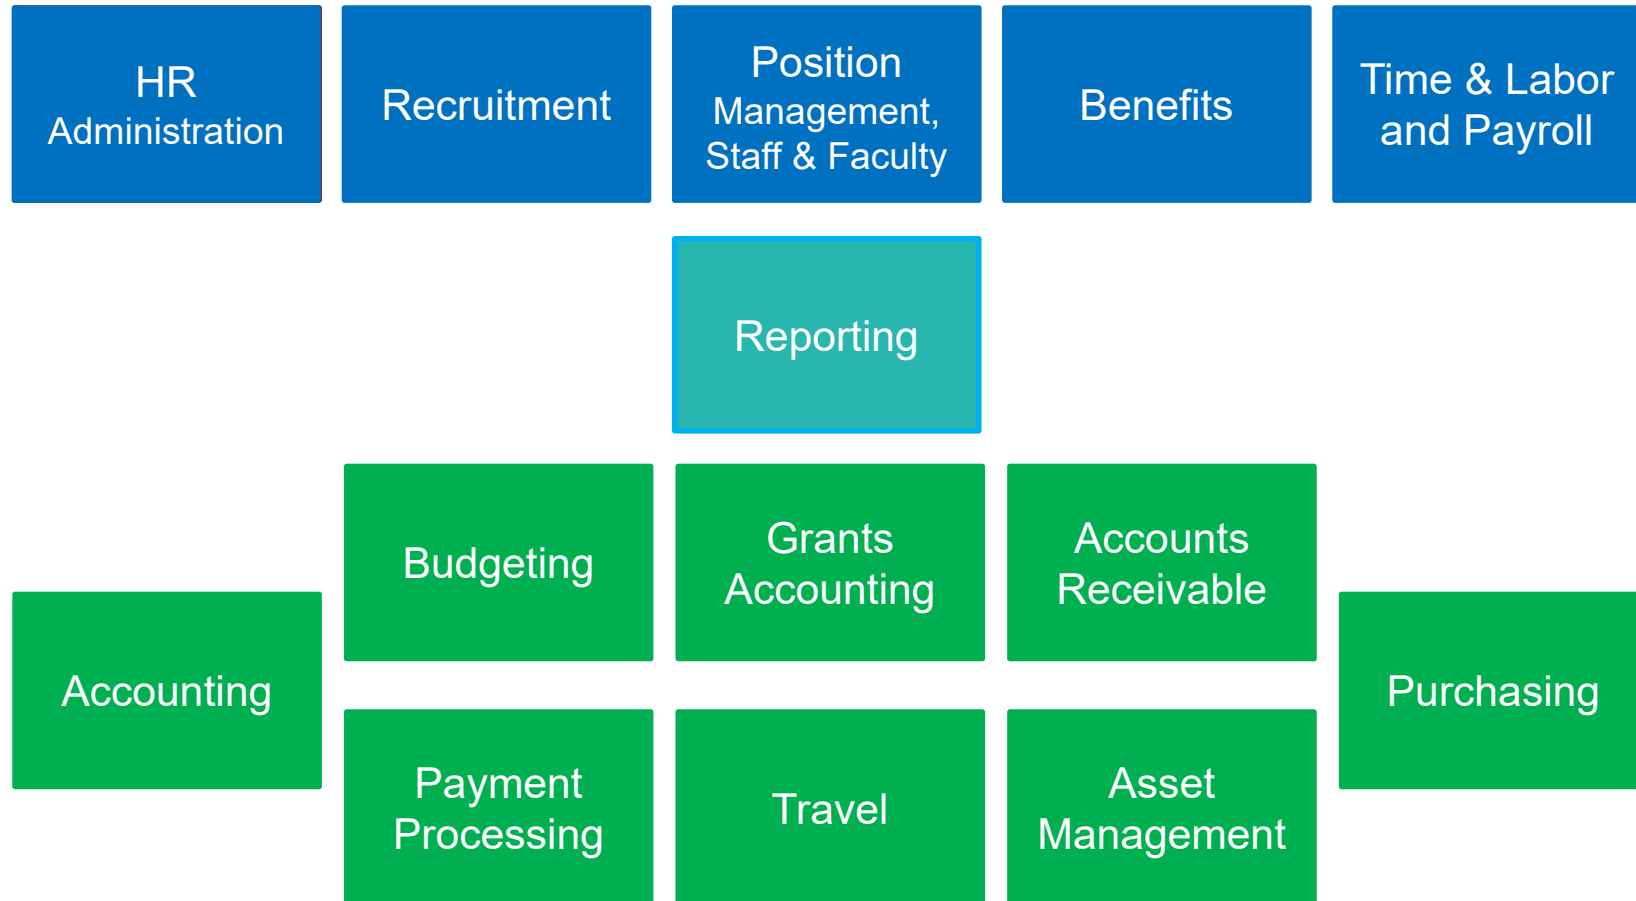 HR
Administration
Recruitment
Position
Management,
Staff & Faculty
Benefits
Time & Labor
and Payroll
Reporting
Budgeting
Grants
Accounting
Accounts
Receivable
Accounting
Purchasing
Payment
Processing
Travel
Asset
Management